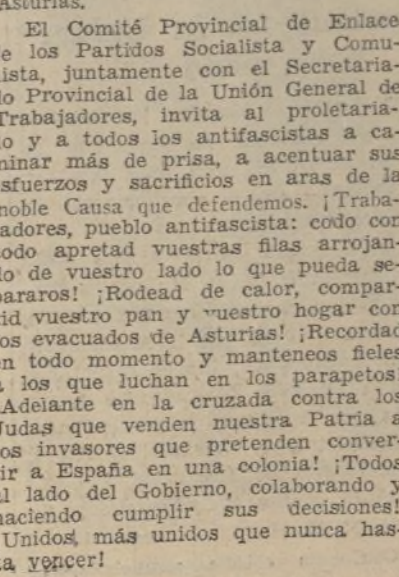 Asturias.
El Comité Provincial de Enlace
e los Partidos Socialista y Comu-
ista, juntamente con el Secretaria-
lo Provincial de la Unión General de
Trabajadores, invita al proletaria-
o y a todos los antifascistas a ca-
minar más de prisa, a acentuar sus
sfuerzos y sacrificios en aras de la
noble Causa que defendemos. ¡Traba-
adores, pueblo antifascista: codo con
odo apretad vuestras filas arrojan-
lo de vuestro lado lo que pueda se-
pararos! ¡Rodead de calor, compar-
id vuestro pan y vuestro hogar con
os evacuados de Asturias! ¡Recordad
en todo momento y manteneos fieles
a los que luchan en los parapetos!
Adelante en la cruzada contra los
Judas que venden nuestra Patria a
os invasores que pretenden conver-
ir a España en una colonia! ¡Todos
al lado del Gobierno, colaborando y
haciendo cumplir sus decisiones!
Unidos, más unidos que nunca has-
ta vencer!